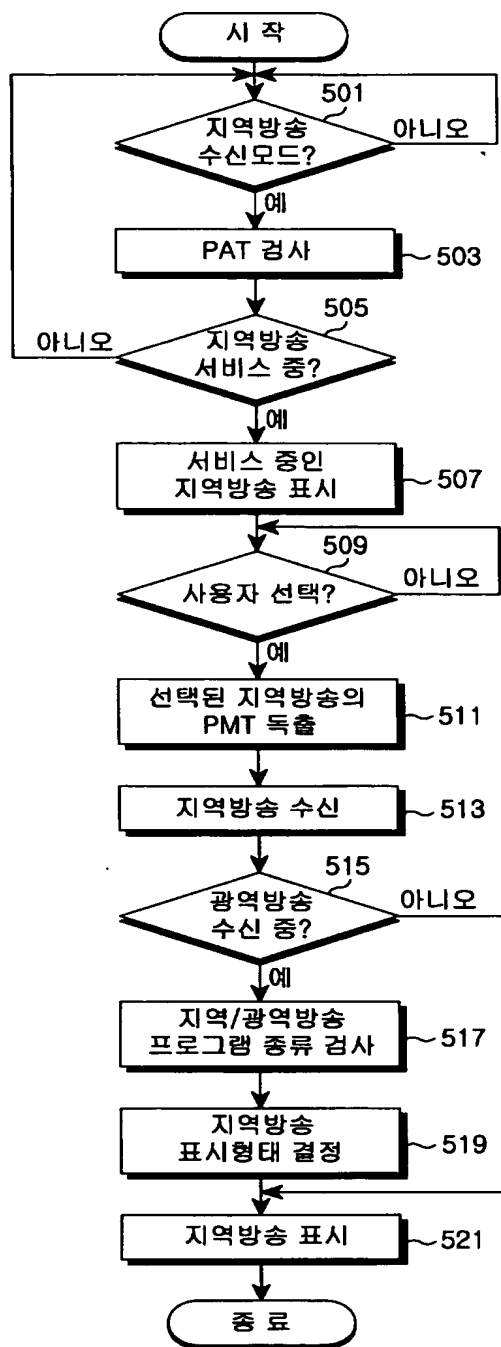 시 작
501
지역방송
수신모드?
아니오
예
PAT 검사
503
505
아니오
지역방송
서비스 중?
예
서비스 중인
지역방송 표시
507
509
사용자 선택?
아니오
예
선택된 지역방송의
PMT 독출
511
지역방송 수신
513
515
광역방송
수신 중?
아니오
예
지역/광역방송
프로그램 종류 검사
517
지역방송
표시형태 결정
519
지역방송 표시
521
종 료